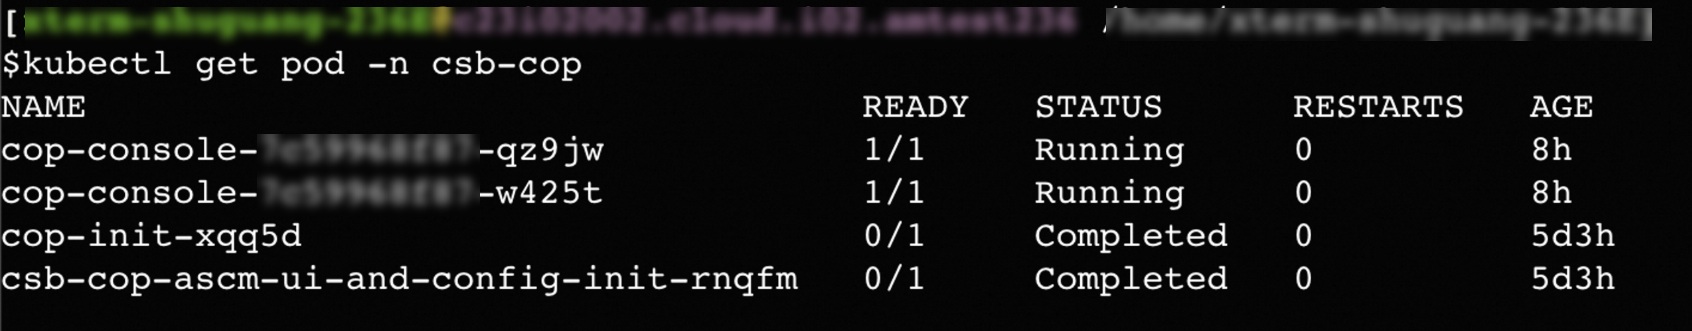 [
$kubectl get pod -n csb-cop
NAME READY STATUS RESTARTS AGE
cop-console- -qz9jw 1/1 Running 0 8h
cop-console- -w425t 1/1 Running 0 8h
cop-init-xqq5d 0/1 Completed 0 5d3h
csb-cop-ascm-ui-and-config-init-rnqfm 0/1 Completed 0 5d3h